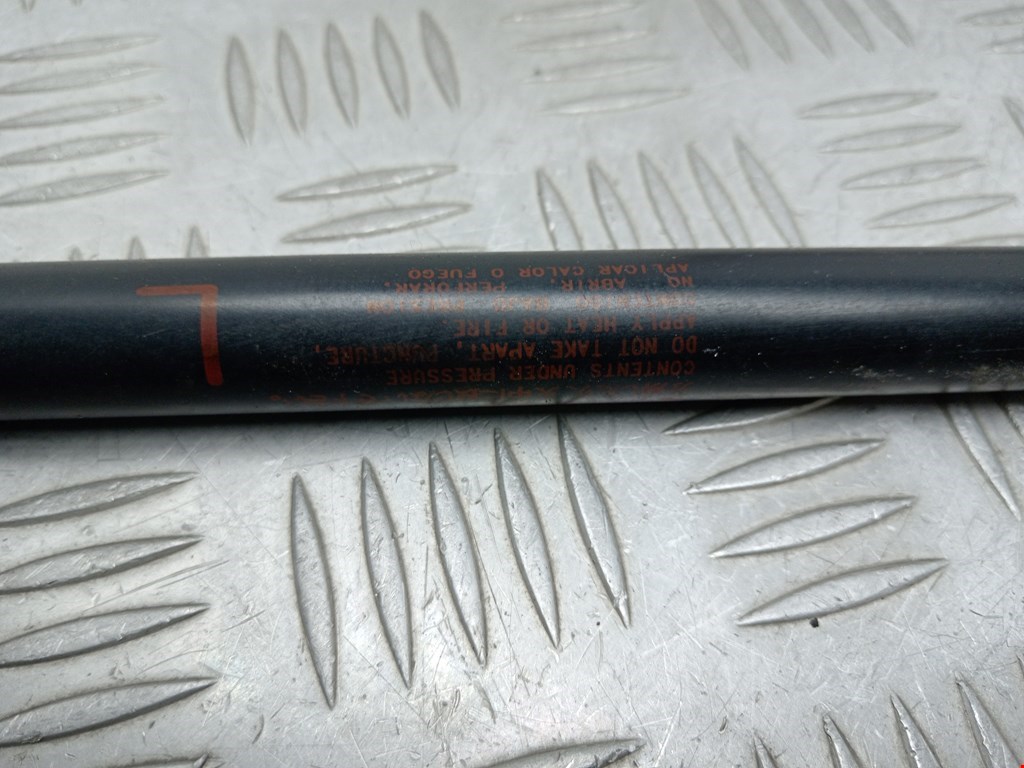 L
CONTENTS UNDER PRESSURE
DO NOT TAKE APART, PUNCTURE,
APPLY HEAT OR FIRE.
NO ABRIR, PERFORAR,
APLICAR CALOR O FUEGO